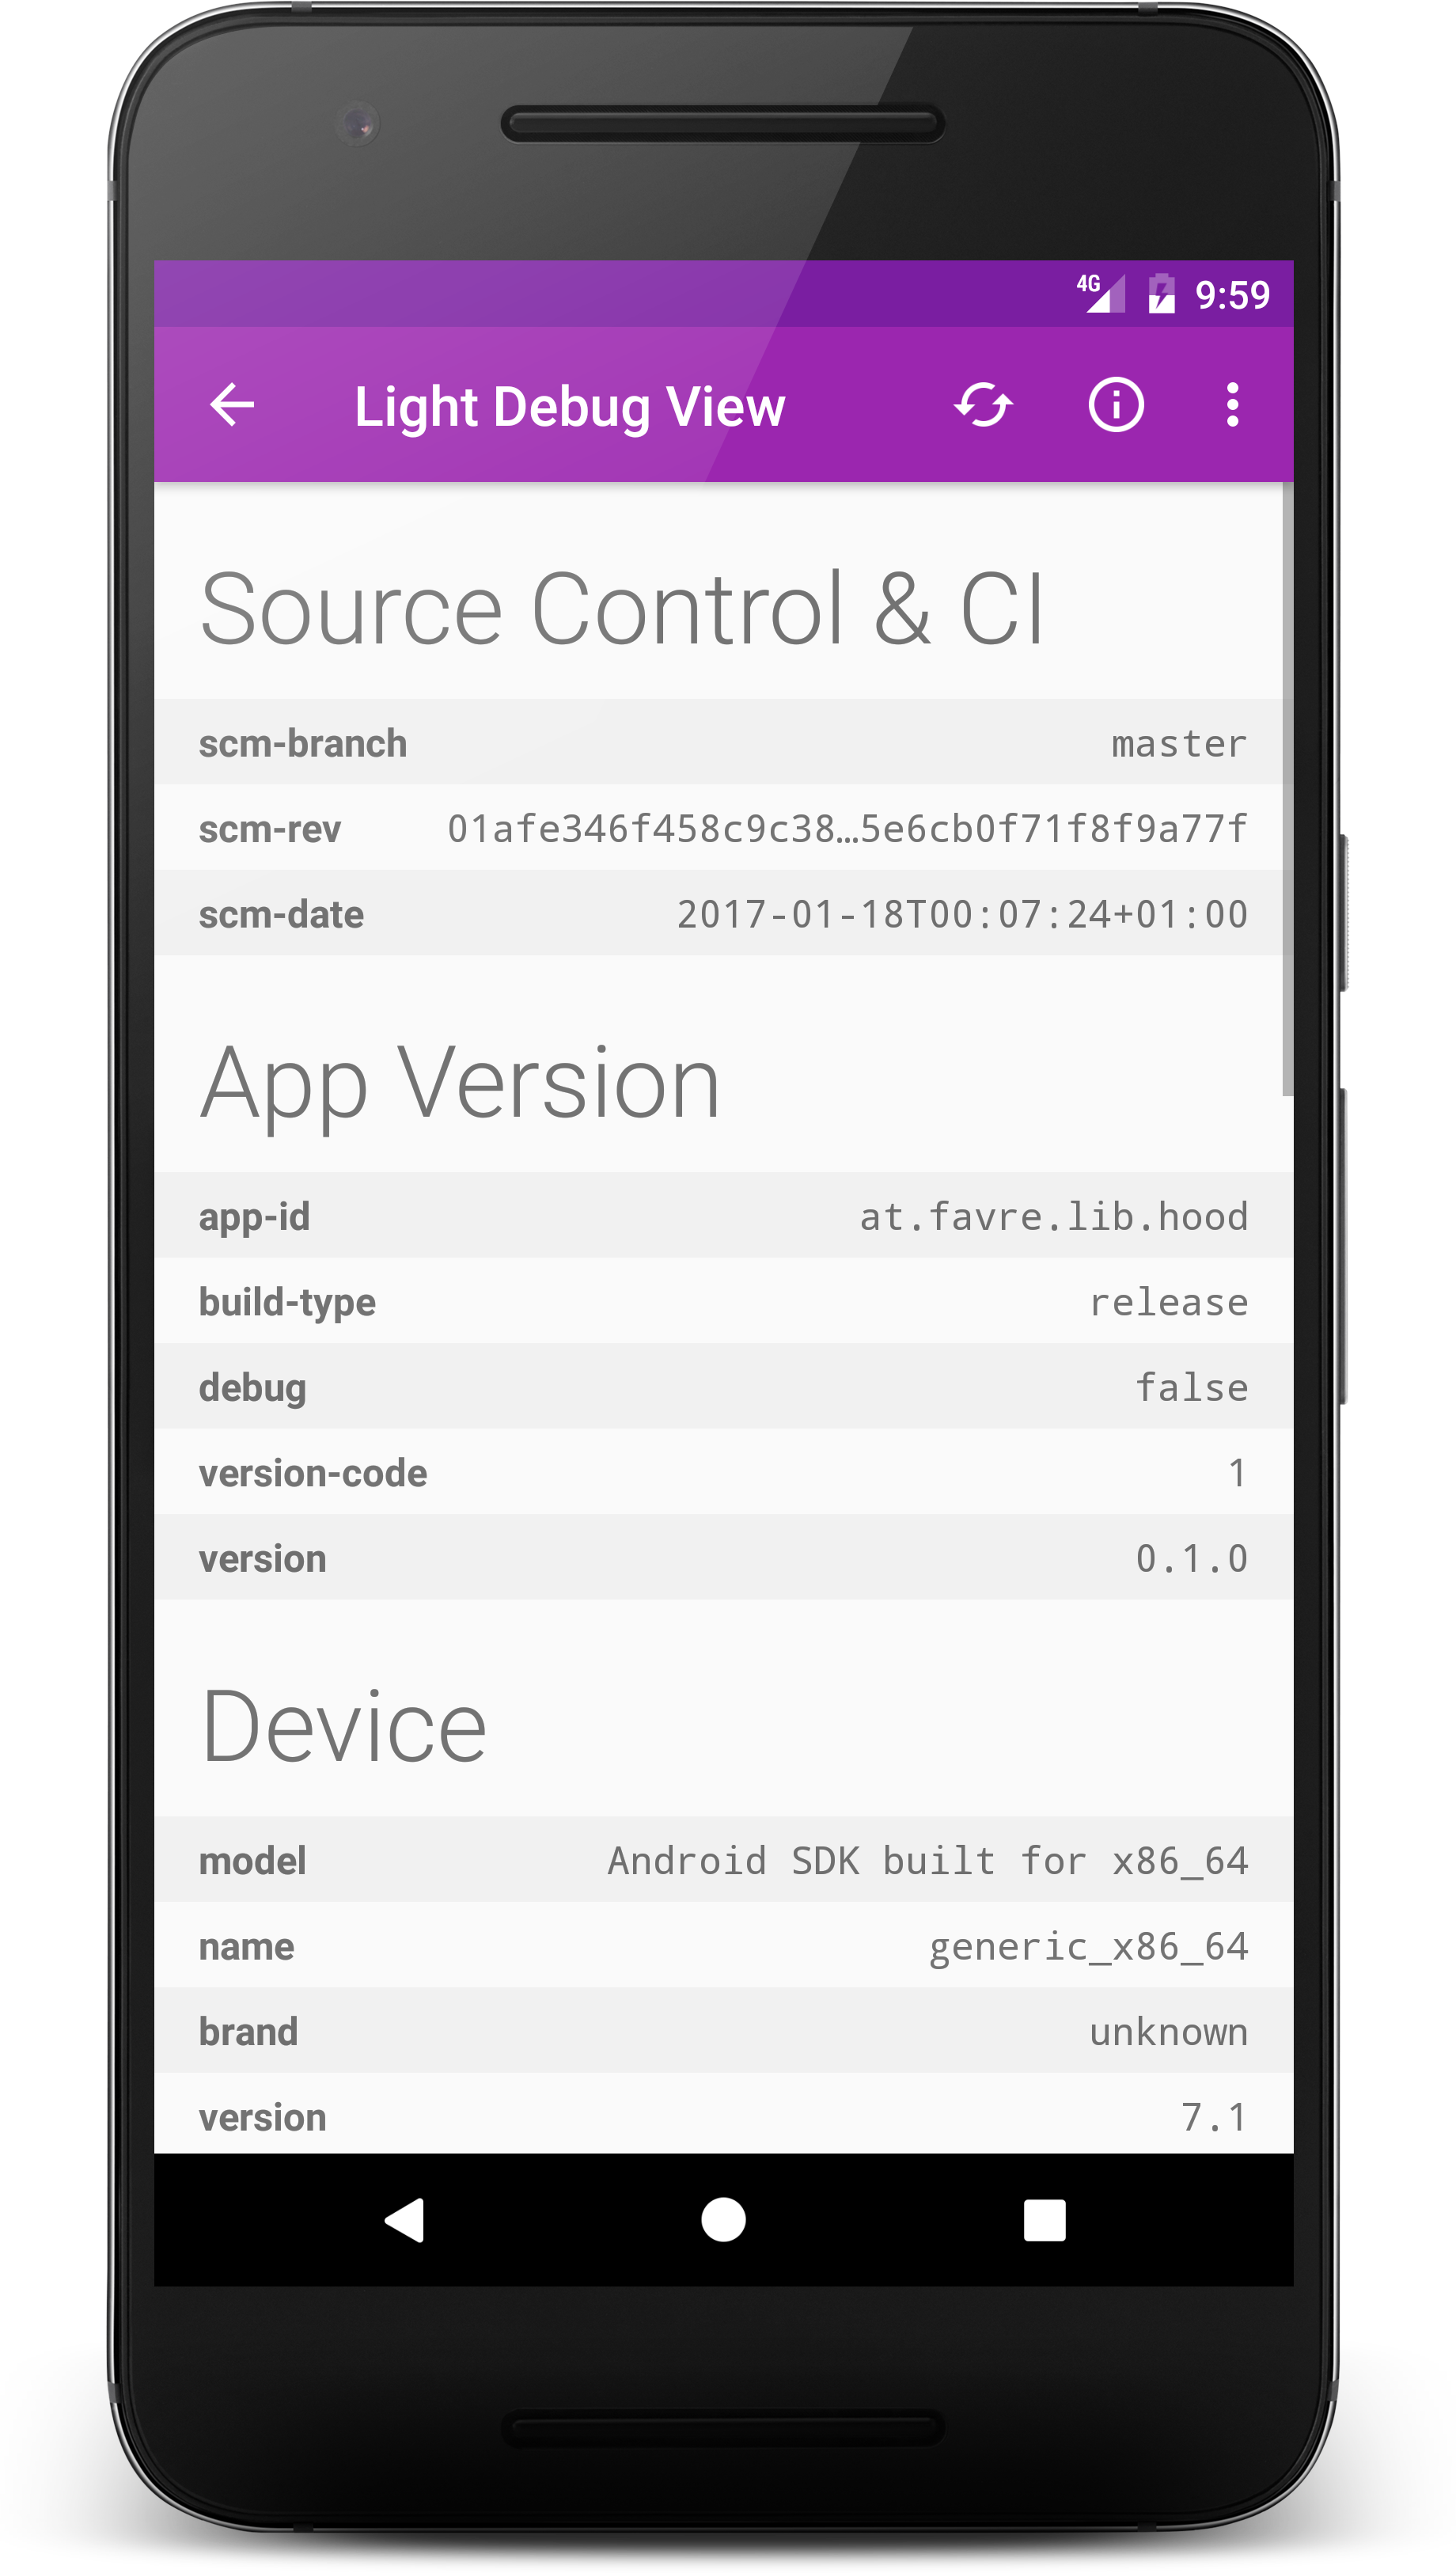 4G 9:59
Light Debug View
Source Control & CI
scm-branch master
scm-rev 01afe346f458c9c38…5e6cb0f71f8f9a77f
scm-date 2017-01-18T00:07:24+01:00
App Version
app-id at.favre.lib.hood
build-type release
debug false
version-code 1
version 0.1.0
Device
model Android SDK built for x86_64
name generic_x86_64
brand unknown
version 7.1